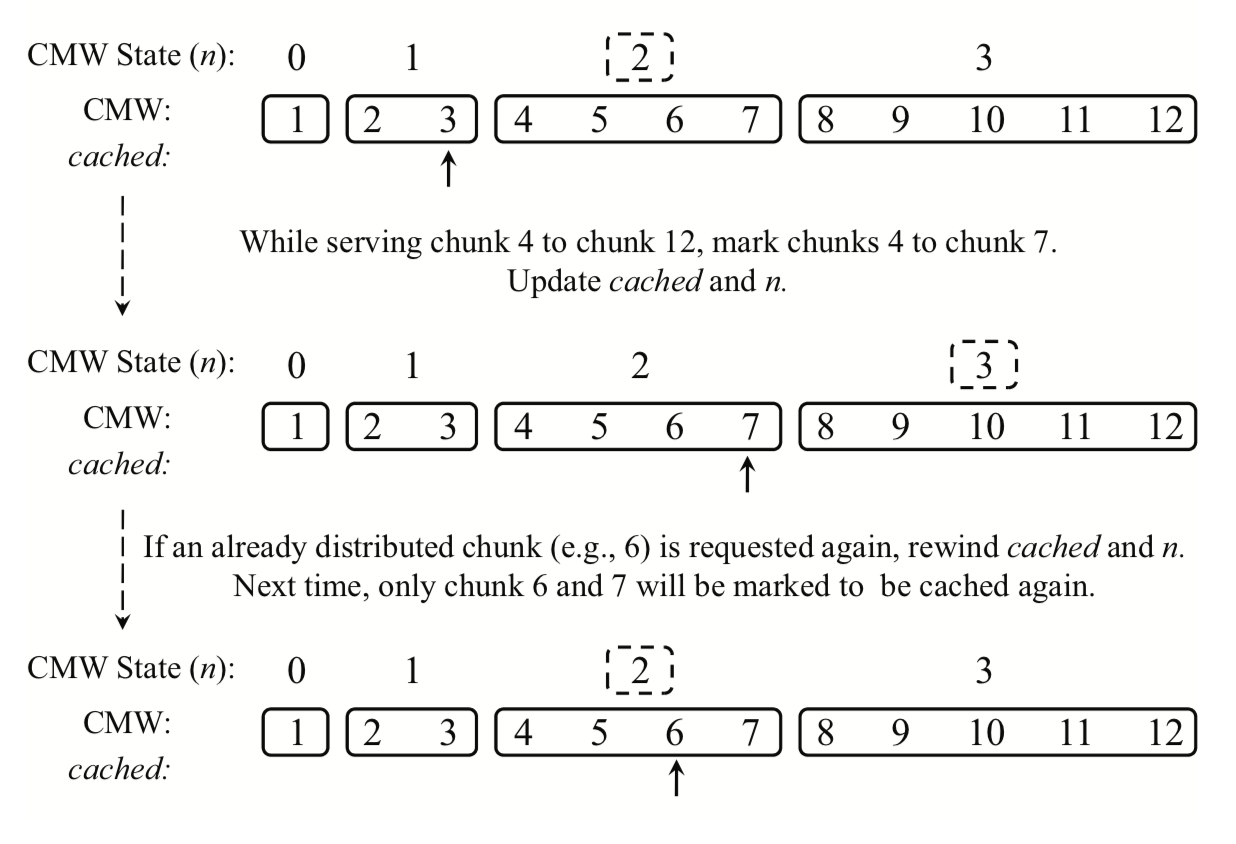 CMW State (n): 0 1 2 3
CMW: 1 2 3 4 5 6 7 8 9 10 11 12
cached:
While serving chunk 4 to chunk 12, mark chunks 4 to chunk 7.
Update cached and n.
CMW State (n): 0 1 2 3
CMW: 1 2 3 4 5 6 7 8 9 10 11 12
cached:
If an already distributed chunk (e.g., 6) is requested again, rewind cached and n.
Next time, only chunk 6 and 7 will be marked to be cached again.
CMW State (n): 0 1 2 3
CMW: 1 2 3 4 5 6 7 8 9 10 11 12
cached: